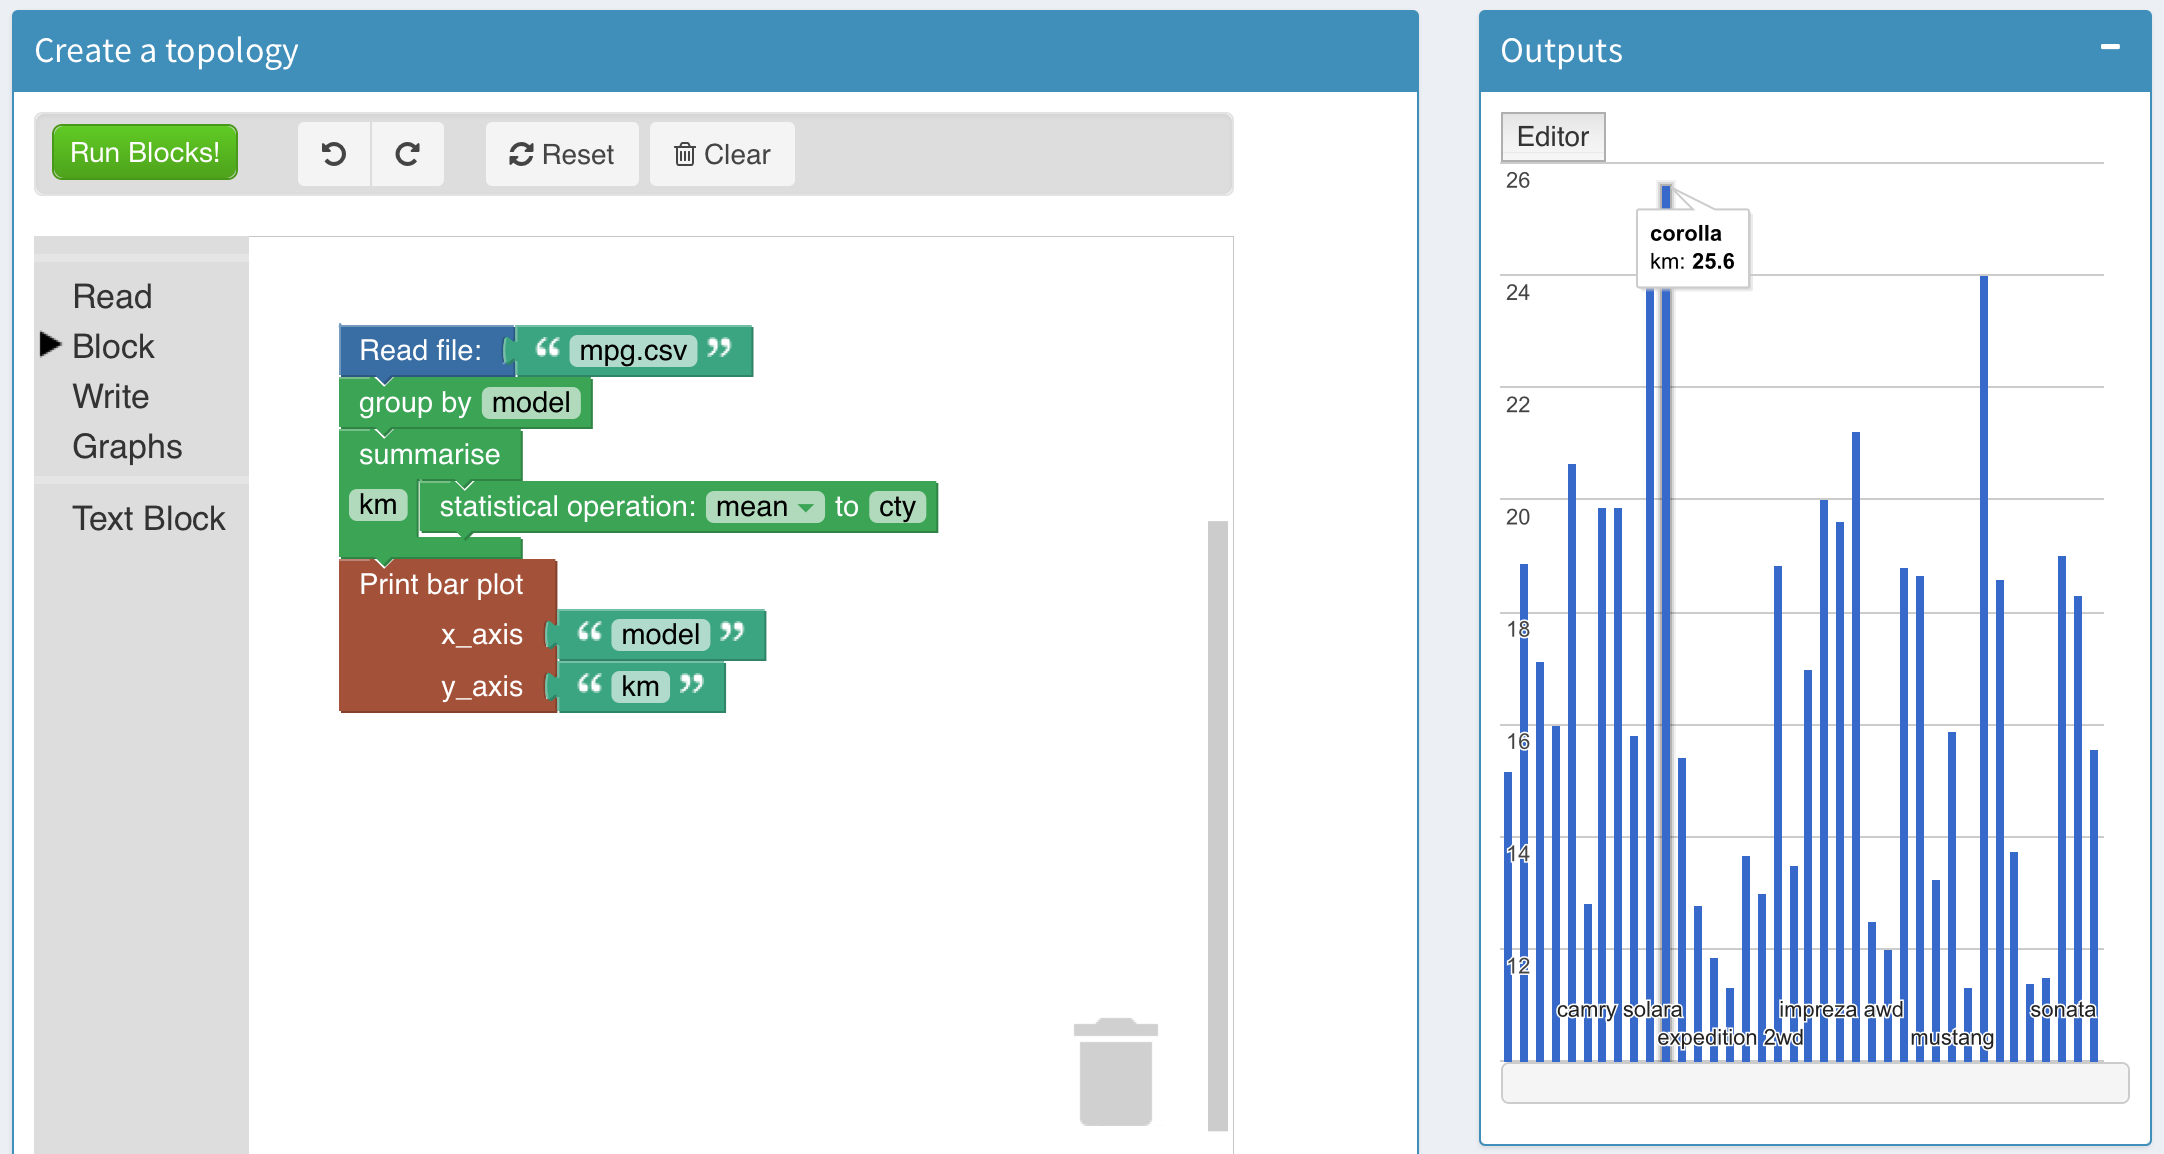 Create a topology
Run Blocks!
Reset
Clear
Read
Block
Write
Graphs
Text Block
Read file: “ mpg.csv ”
group by model
summarise
km statistical operation: mean to cty
Print bar plot
x_axis “ model ”
y_axis “ km ”
Outputs
Editor
26
corolla
km: 25.6
24
22
20
18
16
14
12
camry solara impreza awd sonata
expedition 2wd mustang